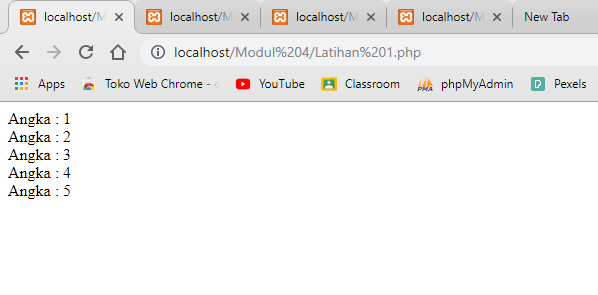 localhost/M localhost/M localhost/M localhost/M New Tab
localhost/Modul%204/Latihan%201.php
Apps Toko Web Chrome - YouTube Classroom PMA phpMyAdmin Pexels
Angka : 1
Angka : 2
Angka : 3
Angka : 4
Angka : 5